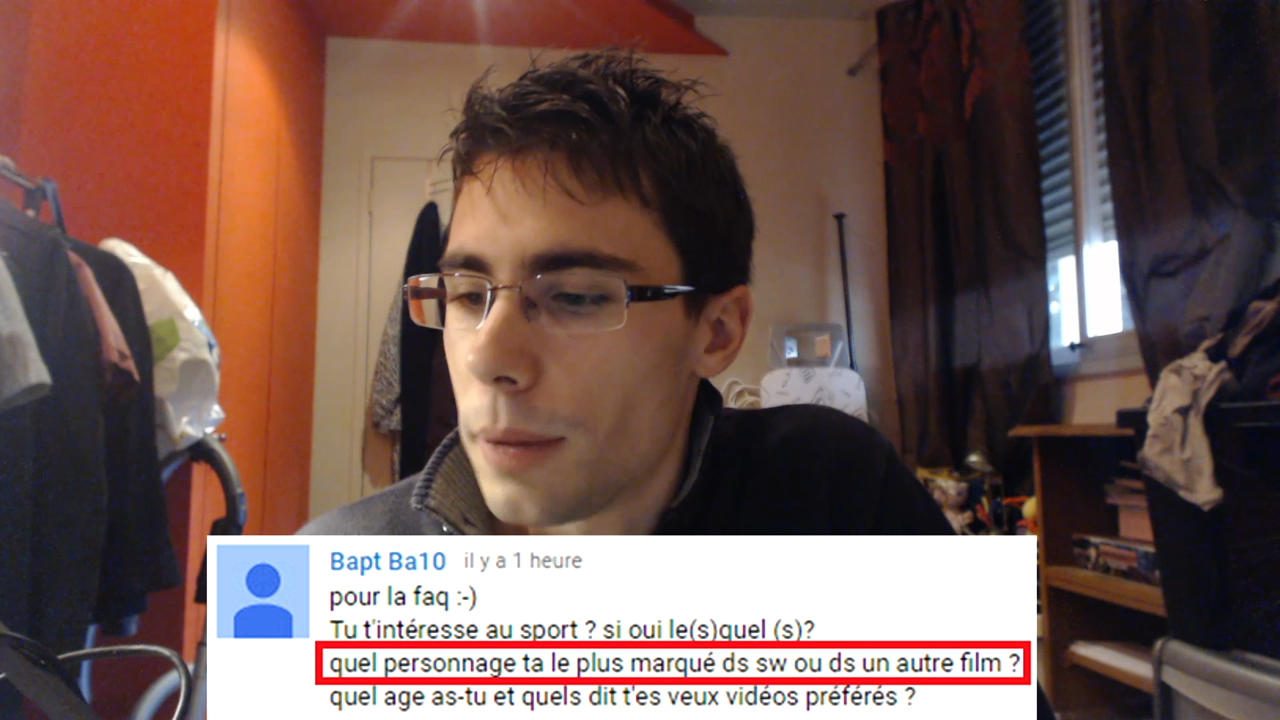 Bapt Ba10 il y a 1 heure
pour la faq :-)
Tu t'intéresse au sport ? si oui le(s)quel (s)?
quel personnage ta le plus marqué ds sw ou ds un autre film ?
quel age as-tu et quels dit t'es veux vidéos préférés ?